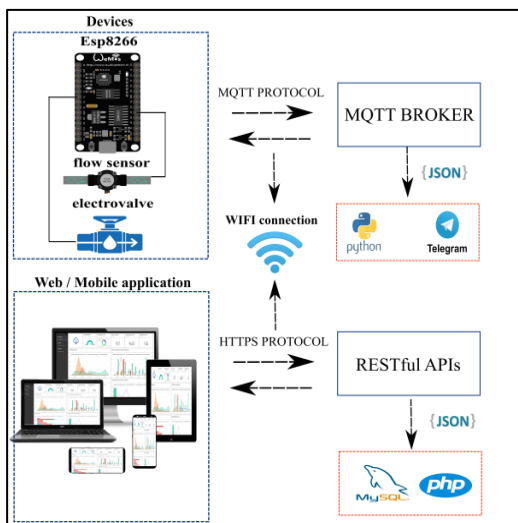 Devices
Esp8266
WeMos
flow sensor
electrovalve
MQTT PROTOCOL
MQTT BROKER
{JSON}
python
Telegram
WIFI connection
Web / Mobile application
HTTPS PROTOCOL
RESTful APIs
{JSON}
MySQL
php